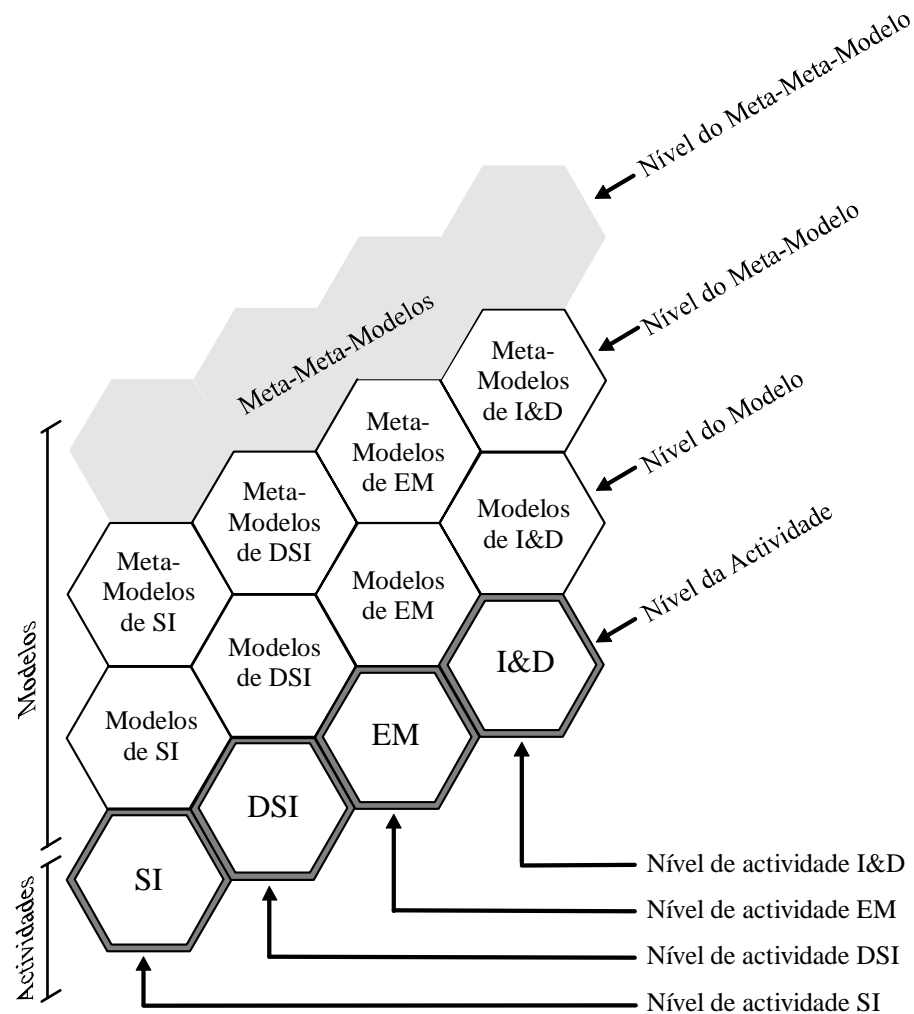 Nível do Meta-Meta-Modelo
Nível do Meta-Modelo
Nível do Modelo
Nível da Actividade
Meta-Meta-Modelos
Meta-
Modelos
de I&D
Meta-
Modelos
de EM
Meta-
Modelos
de DSI
Meta-
Modelos
de SI
Modelos
de I&D
Modelos
de EM
Modelos
de DSI
Modelos
de SI
I&D
EM
DSI
SI
Modelos
Actividades
Nível de actividade I&D
Nível de actividade EM
Nível de actividade DSI
Nível de actividade SI